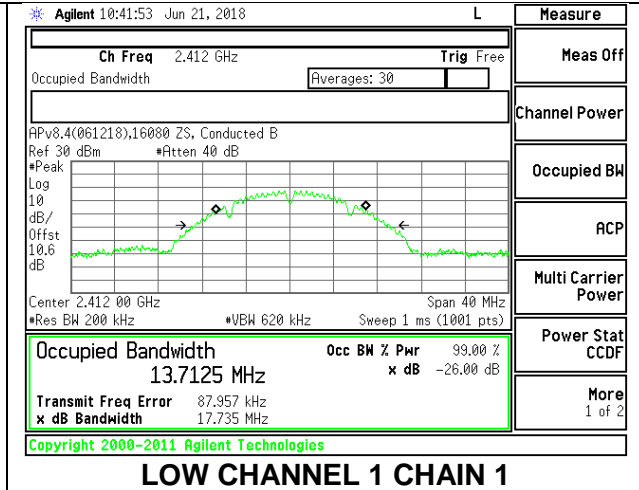 Agilent 10:41:53 Jun 21, 2018 L Measure
Ch Freq 2.412 GHz Trig Free
Meas Off
Occupied Bandwidth Averages: 30
Channel Power
APv8.4(061218),16080 ZS, Conducted B
Ref 30 dBm #Atten 40 dB
#Peak
Log
10
dB/
Offst
10.6
dB
Occupied BW
ACP
Multi Carrier
Power
Center 2.412 00 GHz Span 40 MHz
#Res BW 200 kHz #VBW 620 kHz Sweep 1 ms (1001 pts)
Power Stat
CCDF
Occupied Bandwidth Occ BW % Pwr 99.00 %
13.7125 MHz x dB -26.00 dB
Transmit Freq Error 87.957 kHz
x dB Bandwidth 17.735 MHz
More
1 of 2
Copyright 2000-2011 Agilent Technologies
LOW CHANNEL 1 CHAIN 1